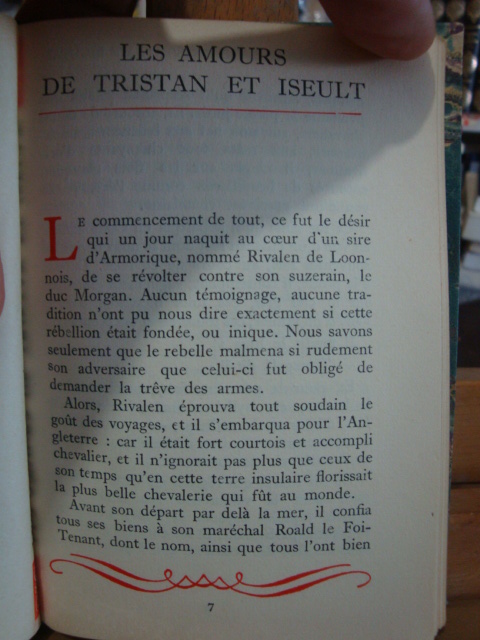 LES AMOURS
DE TRISTAN ET ISEULT
LE commencement de tout, ce fut le désir
qui un jour naquit au cœur d'un sire
d'Armorique, nommé Rivalen de Loon-
nois, de se révolter contre son suzerain, le
duc Morgan. Aucun témoignage, aucune tra-
dition n'ont pu nous dire exactement si cette
rébellion était fondée, ou inique. Nous savons
seulement que le rebelle malmena si rudement
son adversaire que celui-ci fut obligé de
demander la trêve des armes.
Alors, Rivalen éprouva tout soudain le
goût des voyages, et il s'embarqua pour l'An-
gleterre : car il était fort courtois et accompli
chevalier, et il n'ignorait pas plus que ceux de
son temps qu'en cette terre insulaire florissait
la plus belle chevalerie qui fût au monde.
Avant son départ par delà la mer, il confia
tous ses biens à son maréchal Roald le Foi-
Tenant, dont le nom, ainsi que tous l'ont bien
7